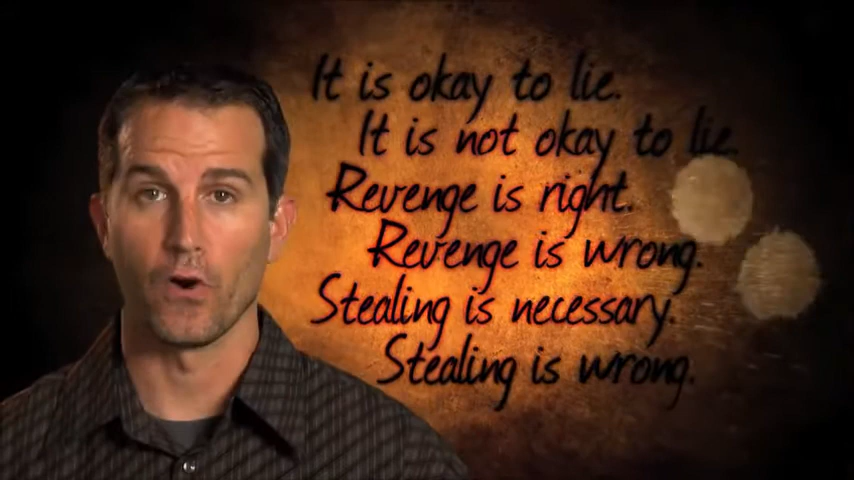 It is okay to lie.
It is not okay to lie.
Revenge is right.
Revenge is wrong.
Stealing is necessary.
Stealing is wrong.